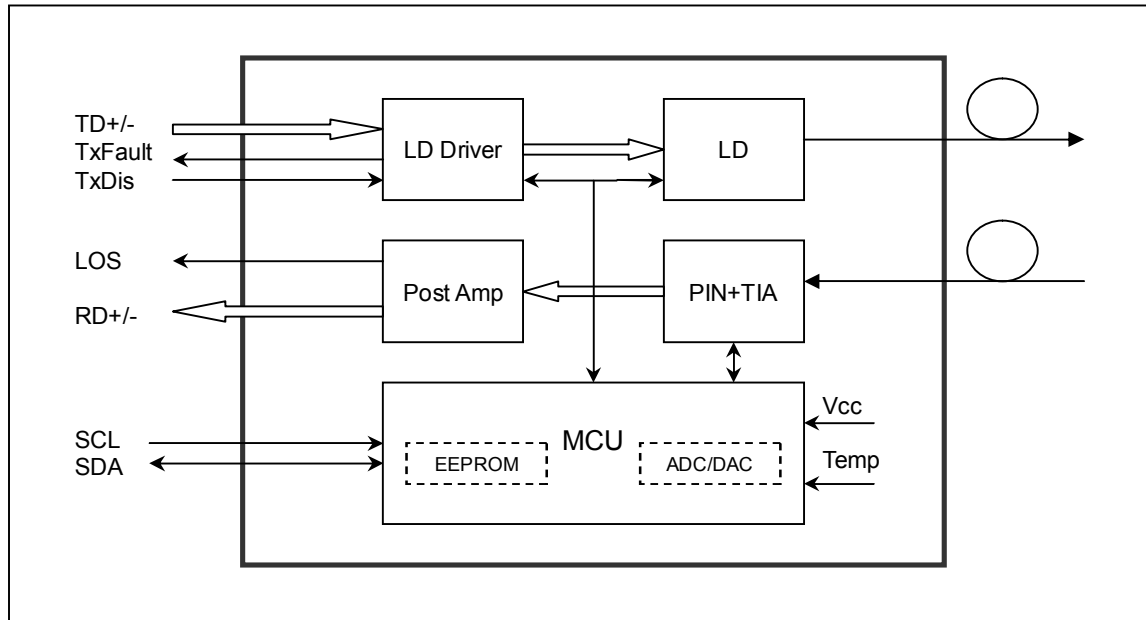 TD+/-
TxFault
TxDis
LD Driver
LD
LOS
RD+/-
Post Amp
PIN+TIA
SCL
SDA
MCU
EEPROM
ADC/DAC
Vcc
Temp